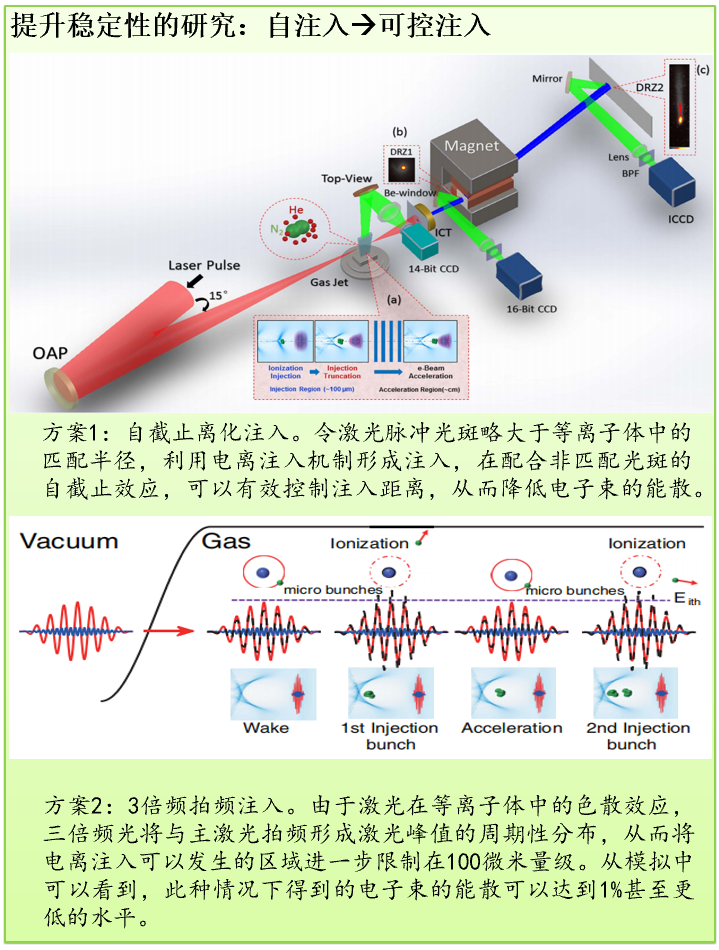 提升稳定性的研究：自注入→可控注入
(c)
Mirror
DRZ2
(b)
Magnet
DRZ1
Lens
BPF
Top-View
Be-window
He
N₂
ICT
ICCD
14-Bit CCD
Laser Pulse
Gas Jet
15°
16-Bit CCD
(a)
OAP
Ionization Injection
Injection Truncation
e-Beam Acceleration
Injection Region (~100 μm)
Acceleration Region(~cm)
方案1：自截止离化注入。令激光脉冲光斑略大于等离子体中的
匹配半径，利用电离注入机制形成注入，在配合非匹配光斑的
自截止效应，可以有效控制注入距离，从而降低电子束的能散。
Vacuum
Gas
Ionization
Ionization
micro bunches
micro bunches
E ith
Wake
1st Injection bunch
Acceleration
2nd Injection bunch
方案2：3倍频拍频注入。由于激光在等离子体中的色散效应，
三倍频光将与主激光拍频形成激光峰值的周期性分布，从而将
电离注入可以发生的区域进一步限制在100微米量级。从模拟中
可以看到，此种情况下得到的电子束的能散可以达到1%甚至更
低的水平。